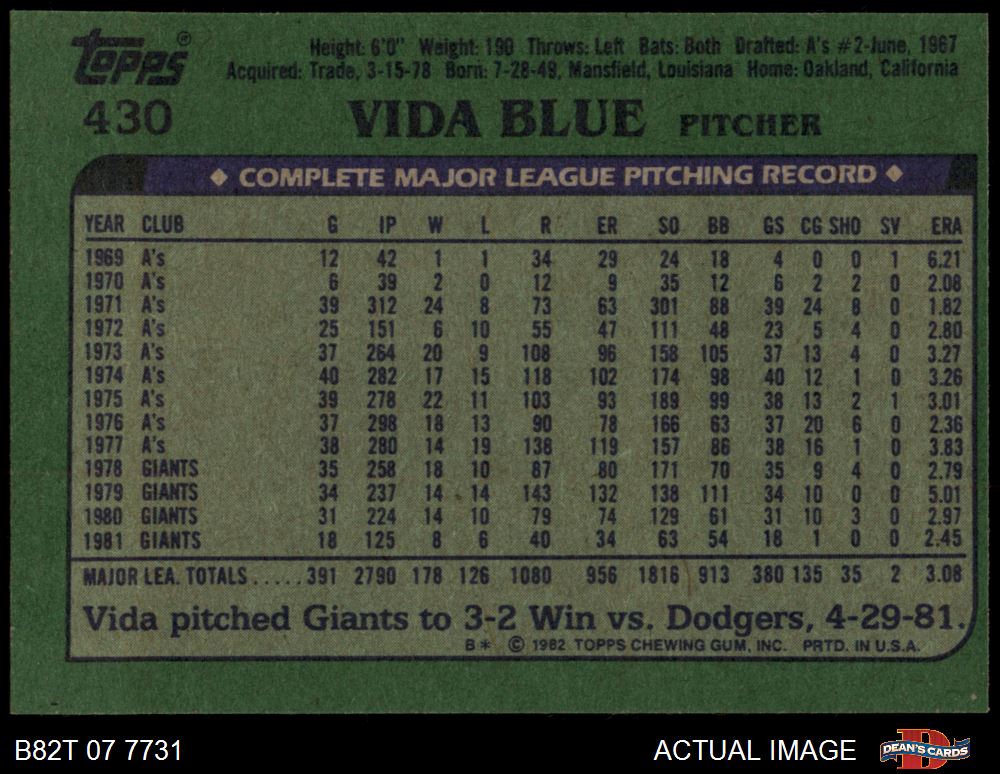 Topps®
430
Height: 6'0" Weight: 190 Throws: Left Bats: Both Drafted: A's #2-June, 1967
Acquired: Trade, 3-15-78 Born: 7-28-49, Mansfield, Louisiana Home: Oakland, California
VIDA BLUE PITCHER
◆ COMPLETE MAJOR LEAGUE PITCHING RECORD ◆
YEAR CLUB G IP W L R ER SO BB GS CG SHO SV ERA
1969 A's 12 42 1 1 34 29 24 18 4 0 0 1 6.21
1970 A's 6 39 2 0 12 9 35 12 6 2 2 0 2.08
1971 A's 39 312 24 8 73 63 301 88 39 24 8 0 1.82
1972 A's 25 151 6 10 55 47 111 48 23 5 4 0 2.80
1973 A's 37 264 20 9 108 96 158 105 37 13 4 0 3.27
1974 A's 40 282 17 15 118 102 174 98 40 12 1 0 3.26
1975 A's 39 278 22 11 103 93 189 99 38 13 2 1 3.01
1976 A's 37 298 18 13 90 78 166 63 37 20 6 0 2.36
1977 A's 38 280 14 19 138 119 157 86 38 16 1 0 3.83
1978 GIANTS 35 258 18 10 87 80 171 70 35 9 4 0 2.79
1979 GIANTS 34 237 14 14 143 132 138 111 34 10 0 0 5.01
1980 GIANTS 31 224 14 10 79 74 129 61 31 10 3 0 2.97
1981 GIANTS 18 125 8 6 40 34 63 54 18 1 0 0 2.45
MAJOR LEA. TOTALS.....391 2790 178 126 1080 956 1816 913 380 135 35 2 3.08
Vida pitched Giants to 3-2 Win vs. Dodgers, 4-29-81.
B* © 1982 TOPPS CHEWING GUM, INC. PRTD. IN U.S.A.
B82T 07 7731 ACTUAL IMAGE DEAN'S CARDS